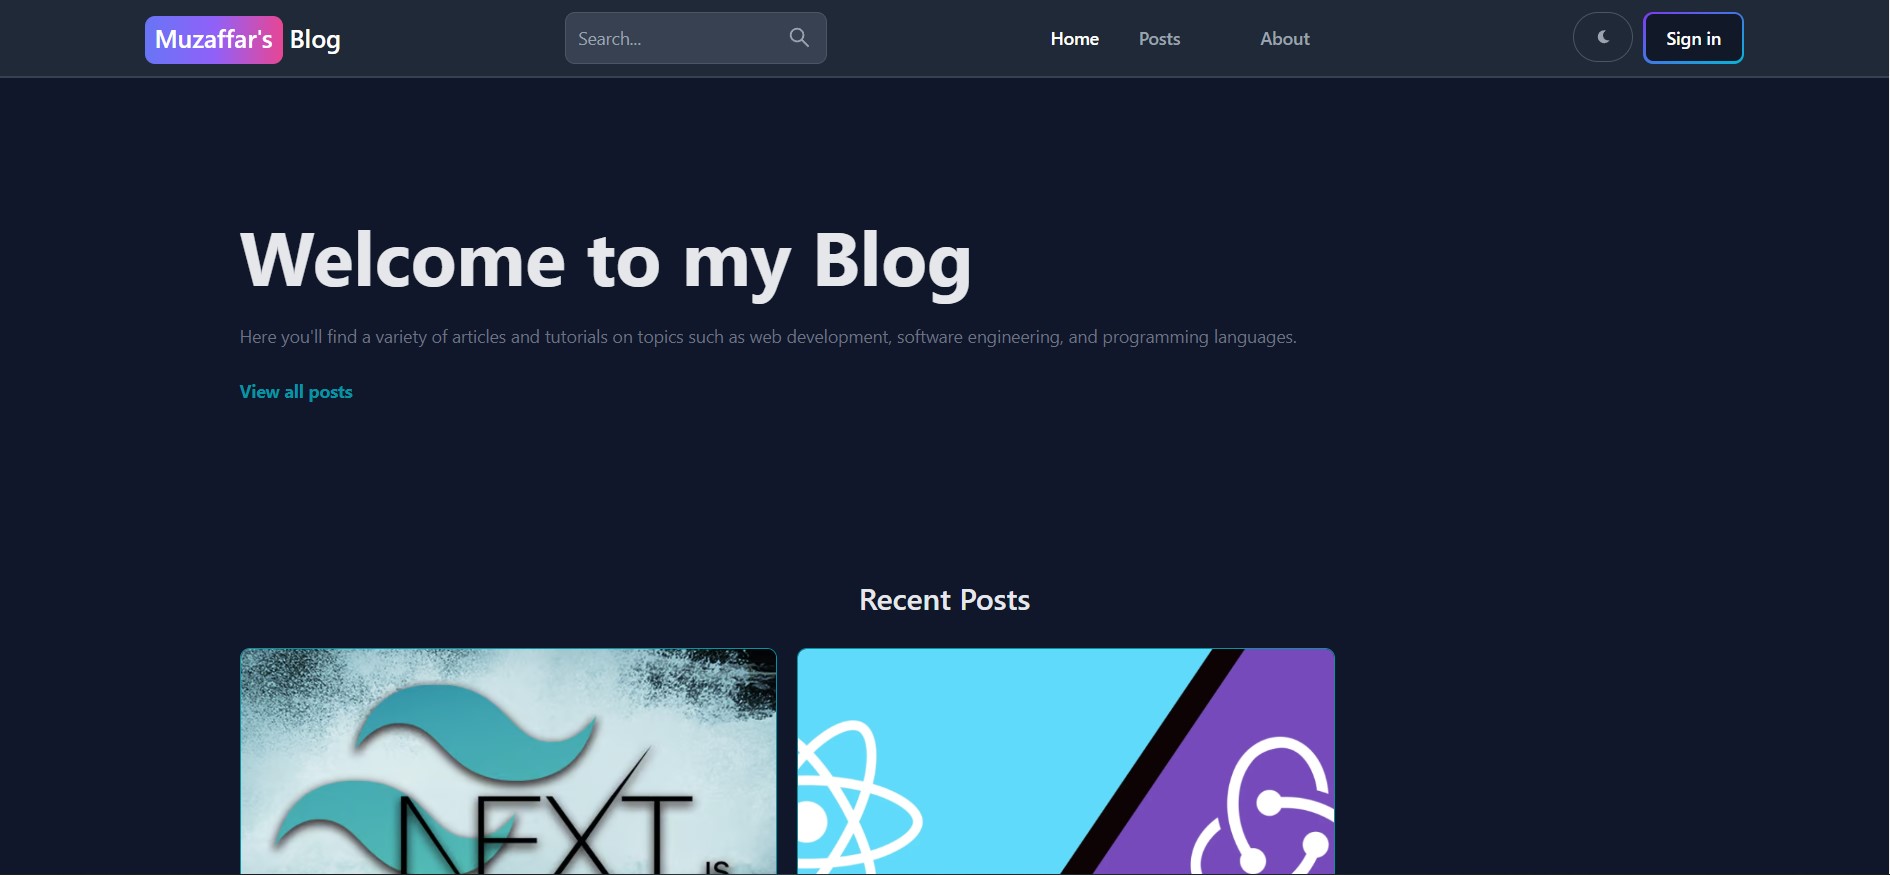 Muzaffar's Blog
Search...
Home
Posts
About
Sign in
Welcome to my Blog
Here you'll find a variety of articles and tutorials on topics such as web development, software engineering, and programming languages.
View all posts
Recent Posts
NEXT
.JS